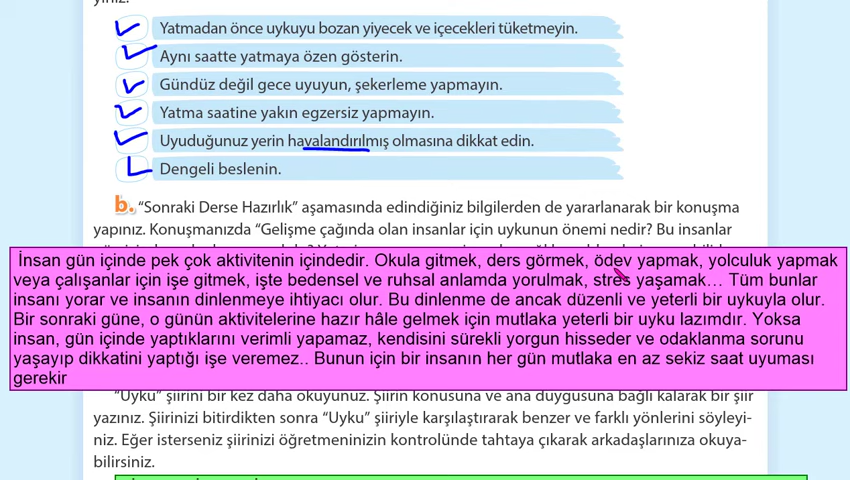 Yatmadan önce uykuyu bozan yiyecek ve içecekleri tüketmeyin.
Aynı saatte yatmaya özen gösterin.
Gündüz değil gece uyuyun, şekerleme yapmayın.
Yatma saatine yakın egzersiz yapmayın.
Uyuduğunuz yerin havalandırılmış olmasına dikkat edin.
Dengeli beslenin.
b. “Sonraki Derse Hazırlık” aşamasında edindiğiniz bilgilerden de yararlanarak bir konuşma
yapınız. Konuşmanızda “Gelişme çağında olan insanlar için uykunun önemi nedir? Bu insanlar
İnsan gün içinde pek çok aktivitenin içindedir. Okula gitmek, ders görmek, ödev yapmak, yolculuk yapmak
veya çalışanlar için işe gitmek, işte bedensel ve ruhsal anlamda yorulmak, stres yaşamak… Tüm bunlar
insanı yorar ve insanın dinlenmeye ihtiyacı olur. Bu dinlenme de ancak düzenli ve yeterli bir uykuyla olur.
Bir sonraki güne, o günün aktivitelerine hazır hâle gelmek için mutlaka yeterli bir uyku lazımdır. Yoksa
insan, gün içinde yaptıklarını verimli yapamaz, kendisini sürekli yorgun hisseder ve odaklanma sorunu
yaşayıp dikkatini yaptığı işe veremez.. Bunun için bir insanın her gün mutlaka en az sekiz saat uyuması
gerekir
“Uyku” şiirini bir kez daha okuyunuz. Şiirin konusuna ve ana duygusuna bağlı kalarak bir şiir
yazınız. Şiirinizi bitirdikten sonra “Uyku” şiiriyle karşılaştırarak benzer ve farklı yönlerini söyleyi-
niz. Eğer isterseniz şiirinizi öğretmeninizin kontrolünde tahtaya çıkarak arkadaşlarınıza okuya-
bilirsiniz.